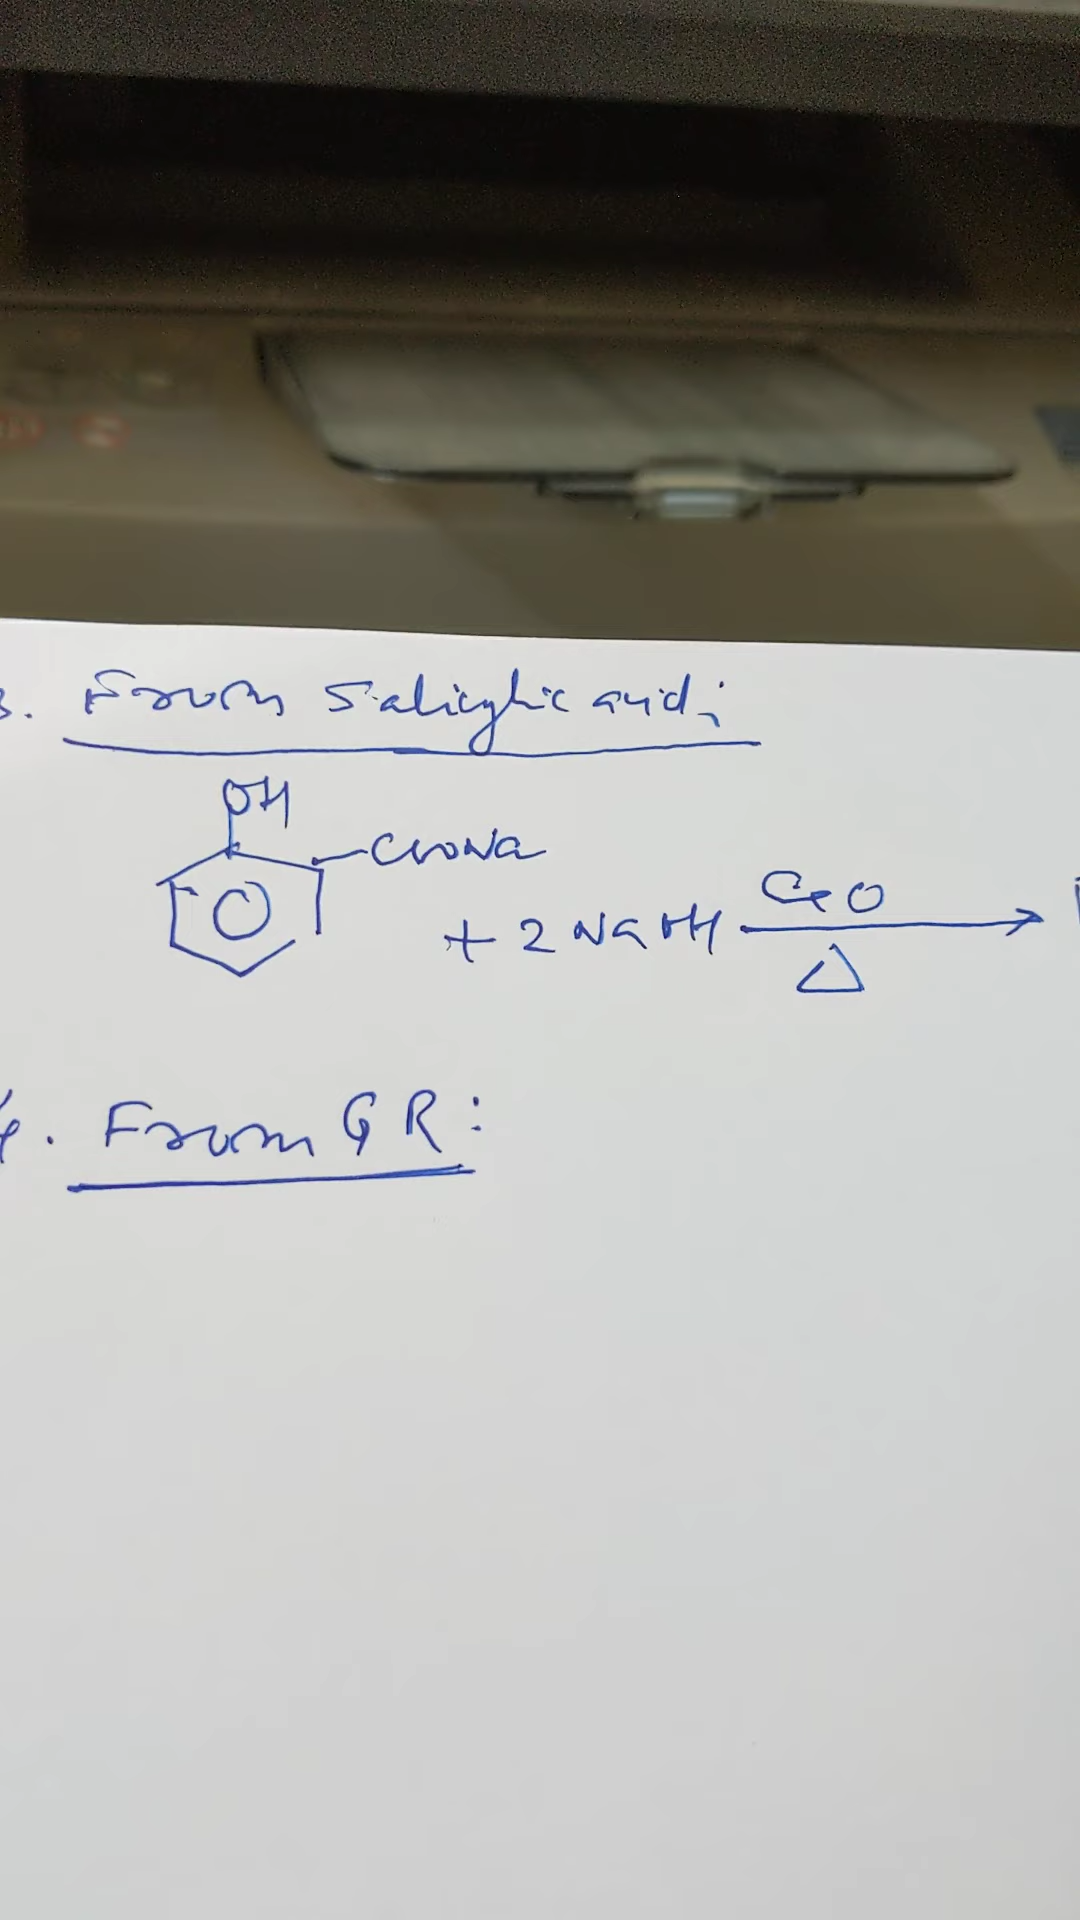 3. From Salicylic acid:
OH
COONa
+ 2 NaOH CaO
Δ
4. From GR: